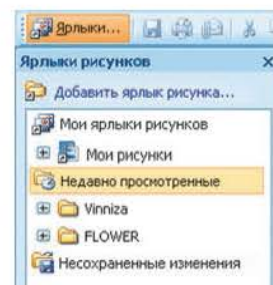 Ярлыки...
Ярлыки рисунков
Добавить ярлык рисунка...
Мои ярлыки рисунков
Мои рисунки
Недавно просмотренные
Vinniza
FLOWER
Несохраненные изменения